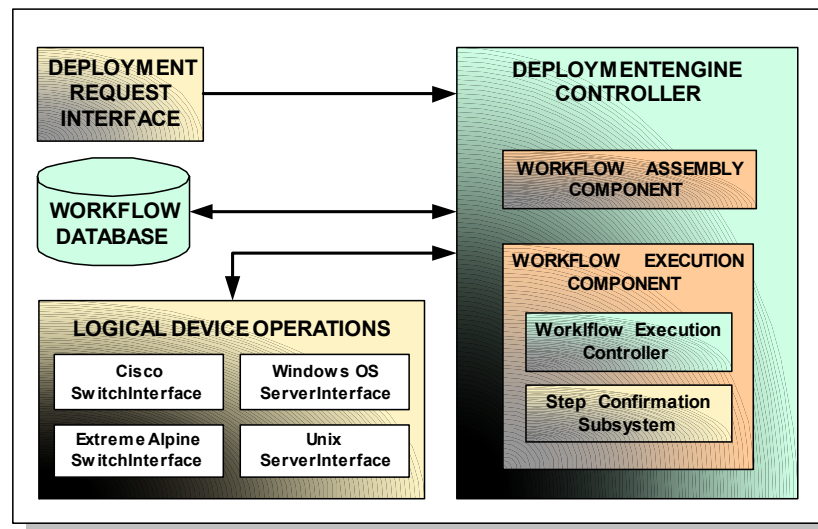 DEPLOYMENT
REQUEST
INTERFACE
DEPLOYMENTENGINE
CONTROLLER
WORKFLOW ASSEMBLY
COMPONENT
WORKFLOW
DATABASE
WORKFLOW EXECUTION
COMPONENT
Worklflow Execution
Controller
Step Confirmation
Subsystem
LOGICAL DEVICE OPERATIONS
Cisco
SwitchInterface
Windows OS
ServerInterface
Extreme Alpine
SwitchInterface
Unix
ServerInterface